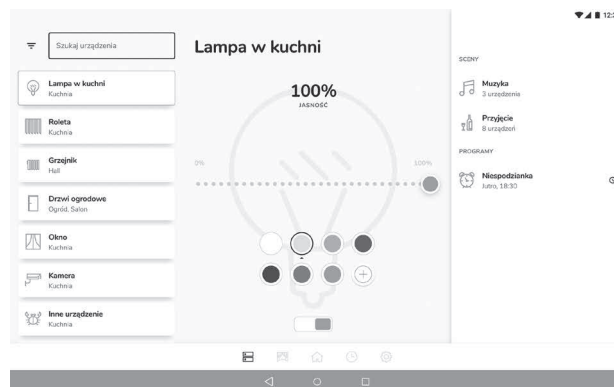 Szukaj urządzenia
Lampa w kuchni
Kuchnia
Roleta
Kuchnia
Grzejnik
Hall
Drzwi ogrodowe
Ogród, Salon
Okno
Kuchnia
Kamera
Kuchnia
Inne urządzenie
Kuchnia
Lampa w kuchni
100%
JASNOŚĆ
0%
100%
SCENY
Muzyka
3 urządzenia
Przyjęcie
8 urządzeń
PROGRAMY
Niespodzianka
Jutro, 18:30